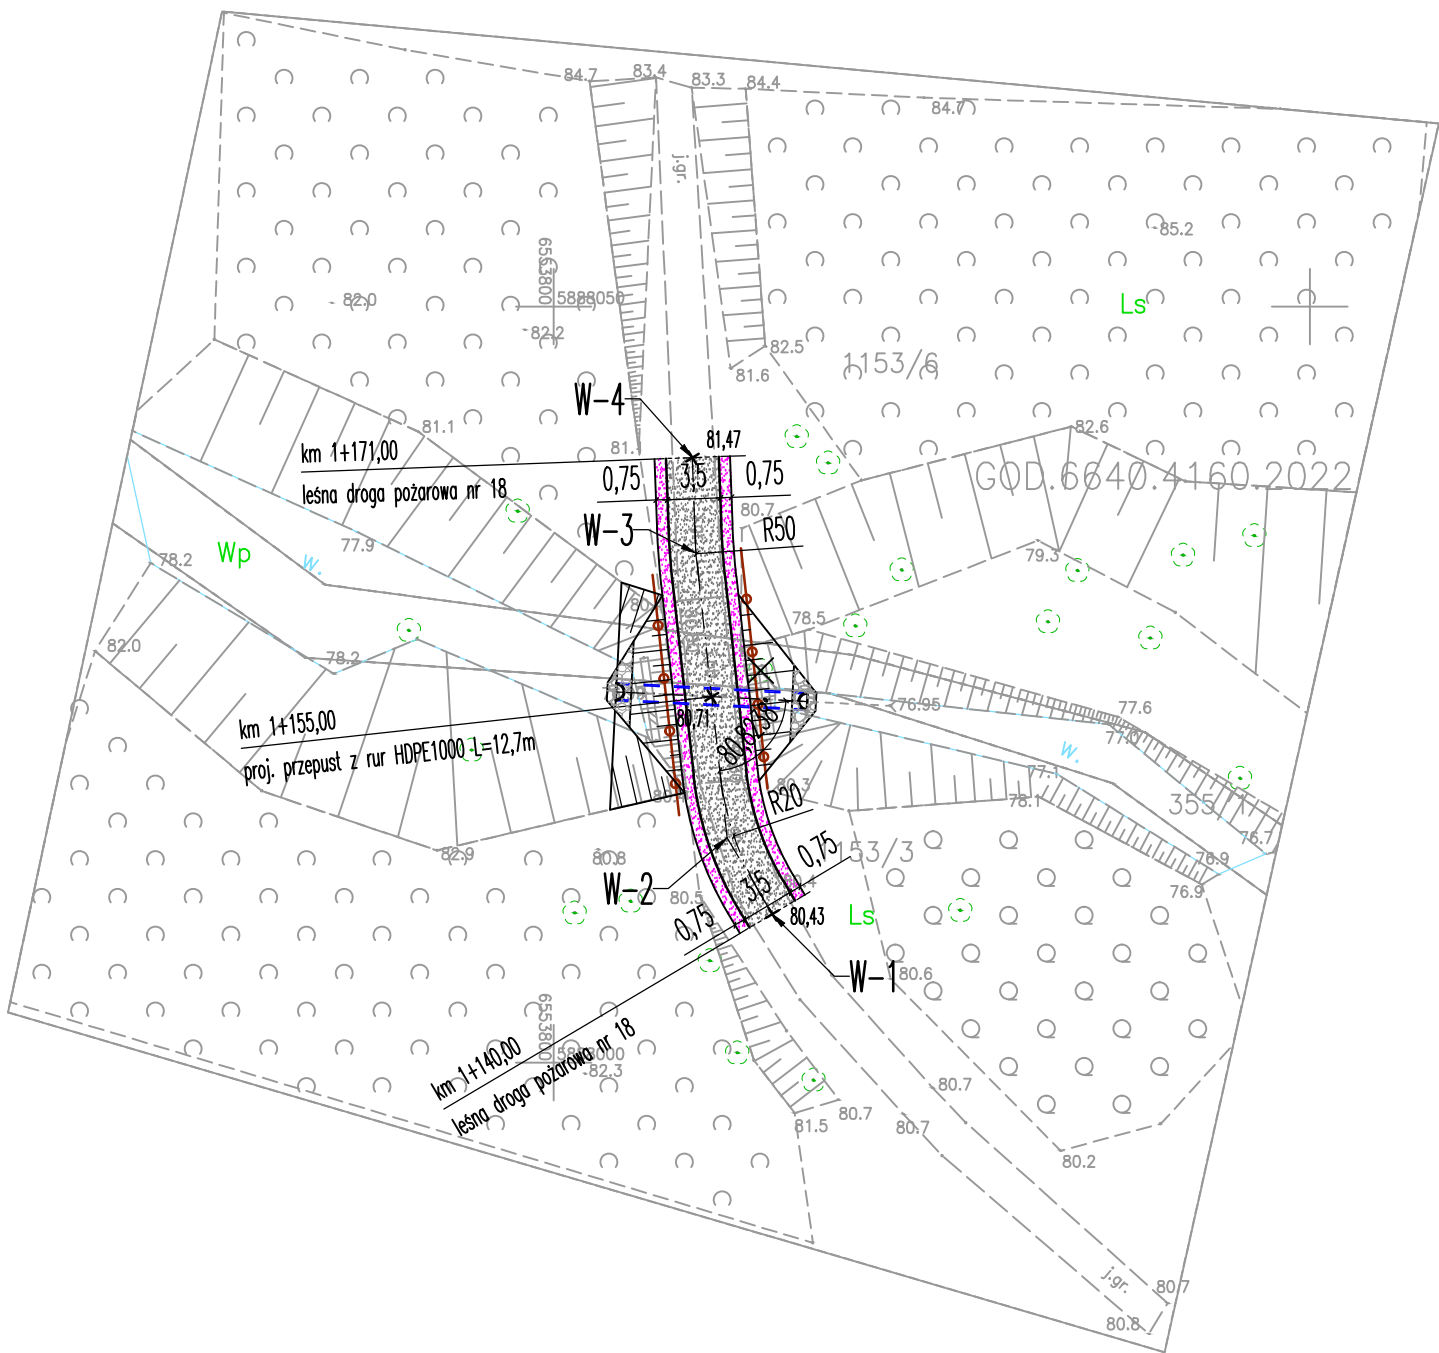 84.7
83.4
83.3
84.4
84.7
j.gr.
85.2
6553800
5888050
82.0
82.2
Ls
82.5
81.6
1153/6
W-4
81.1
82.6
81,47
km 1+171,00
leśna droga pożarowa nr 18
0,75
3,5
0,75
GOD.6640.4160.2022
80.7
W-3
R50
77.9
78.2
Wp
w.
79.3
78.5
82.0
78.2
76.95
77.6
77.0
80,71
km 1+155,00
proj. przepust z rur HDPE1000 L=12,7m
w.
77.1
78.1
80.3
R20
355
76.7
76.9
76.9
82.9
80.8
153/3
0,75
W-2
80.5
3,5
0,75
80,43
Ls
W-1
80.6
6553800
5888000
82.3
km 1+140,00
leśna droga pożarowa nr 18
80.7
80.7
80.7
81.5
80.2
j.gr.
80.7
80.8